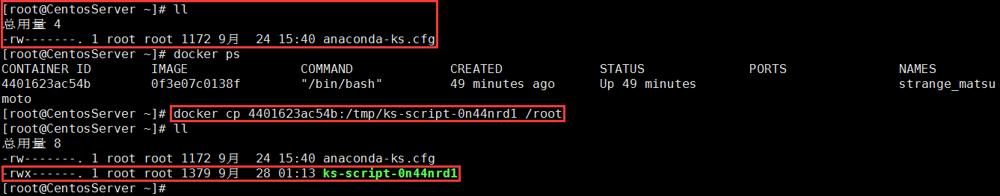 [root@CentosServer ~]# ll
总用量 4
-rw-------. 1 root root 1172 9月  24 15:40 anaconda-ks.cfg
[root@CentosServer ~]# docker ps
CONTAINER ID        IMAGE               COMMAND             CREATED             STATUS              PORTS               NAMES
4401623ac54b        0f3e07c0138f        "/bin/bash"         49 minutes ago      Up 49 minutes                           strange_matsu
moto
[root@CentosServer ~]# docker cp 4401623ac54b:/tmp/ks-script-0n44nrd1 /root
[root@CentosServer ~]# ll
总用量 8
-rw-------. 1 root root 1172 9月  24 15:40 anaconda-ks.cfg
-rwx------. 1 root root 1379 9月  28 01:13 ks-script-0n44nrd1
[root@CentosServer ~]#